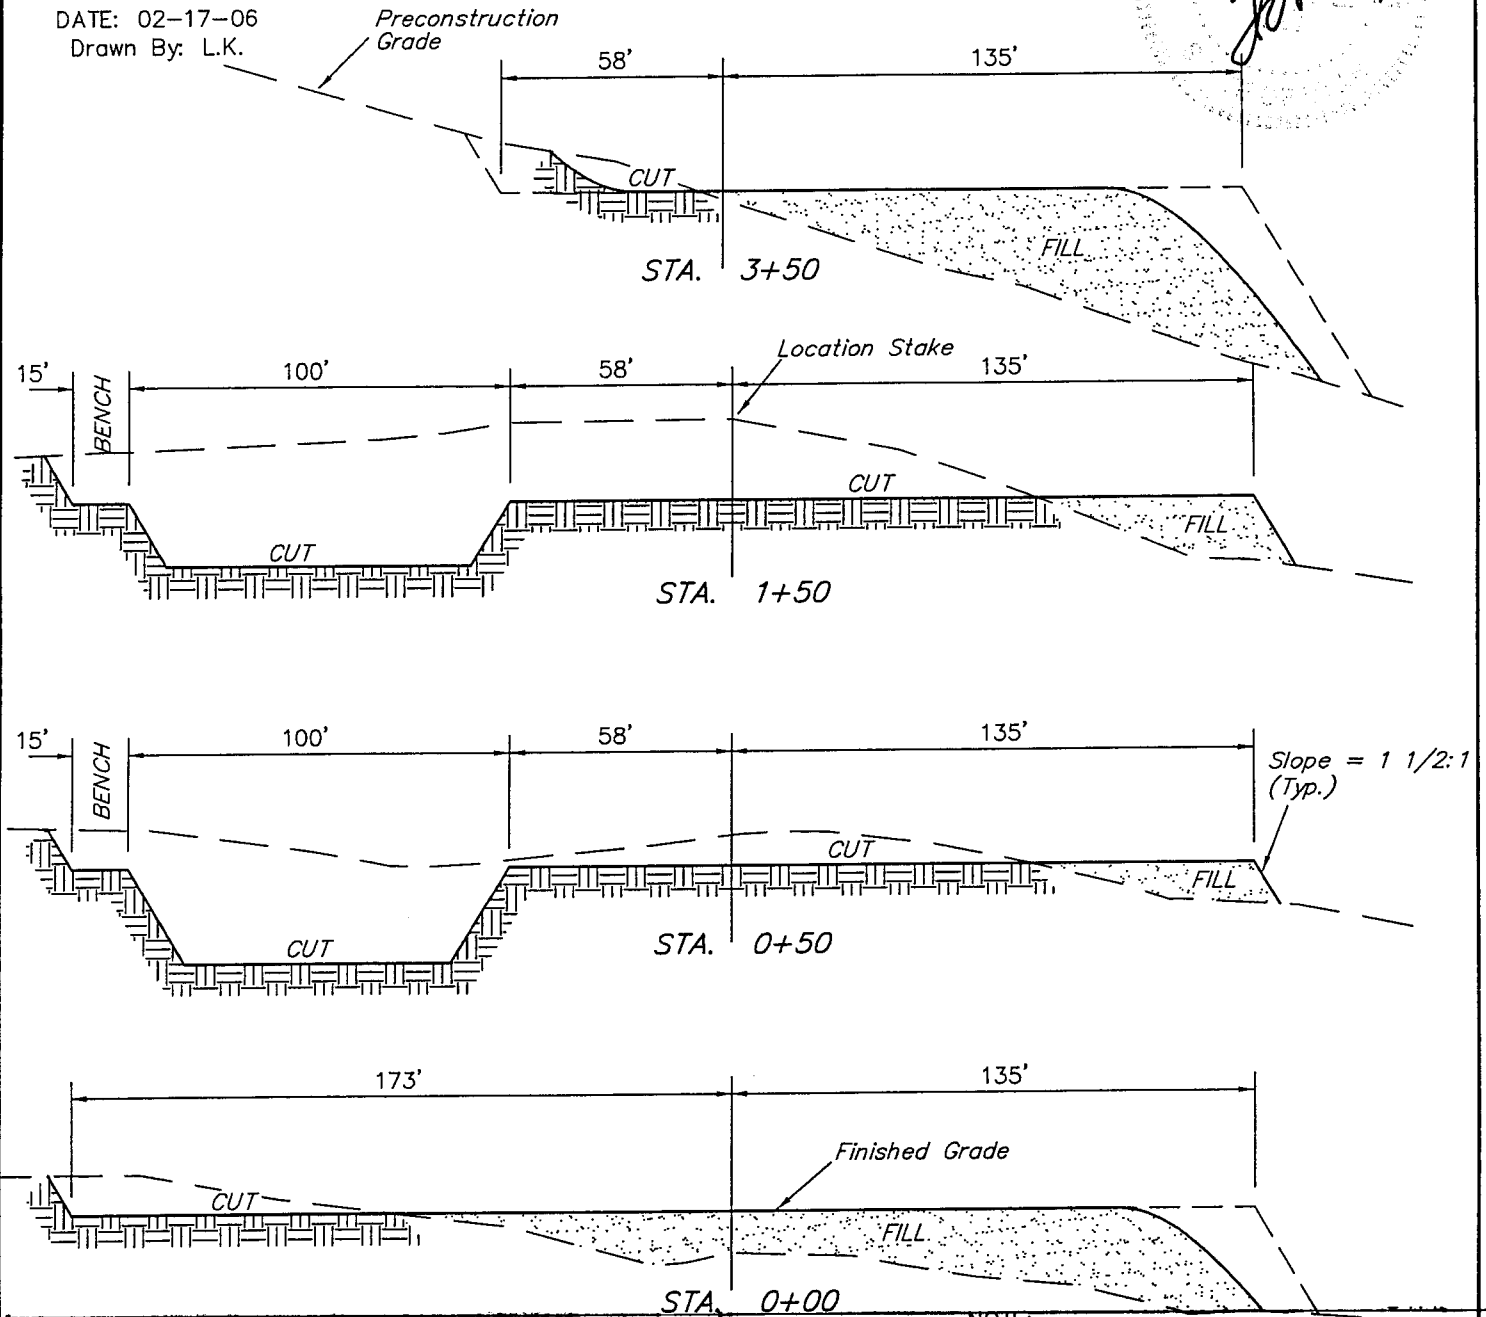 DATE: 02-17-06
Drawn By: L.K.
Preconstruction
Grade
58' 135'
CUT
FILL
STA. 3+50
Location Stake
15' BENCH 100' 58' 135'
CUT
FILL
CUT
STA. 1+50
15' BENCH 100' 58' 135'
Slope = 1 1/2:1
(Typ.)
CUT
FILL
CUT
STA. 0+50
173' 135'
Finished Grade
CUT
FILL
STA. 0+00